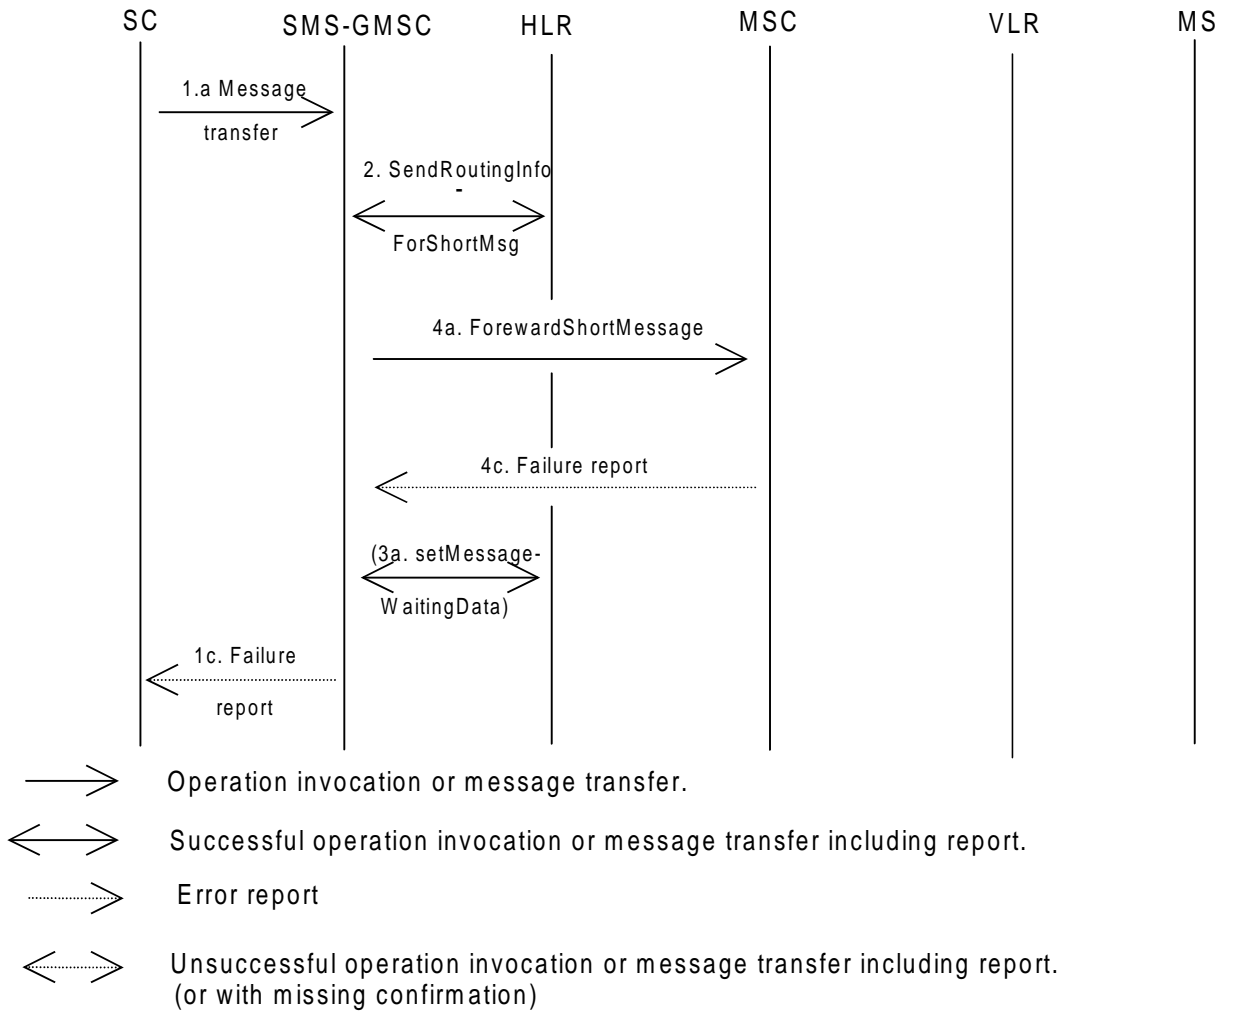 SC SMS-GMSC HLR MSC VLR MS
1.a Message
transfer
2. SendRoutingInfo
-
ForShortMsg
4a. ForewardShortMessage
4c. Failure report
(3a. setMessage-
WaitingData)
1c. Failure
report
Operation invocation or message transfer.
Successful operation invocation or message transfer including report.
Error report
Unsuccessful operation invocation or message transfer including report.
(or with missing confirmation)